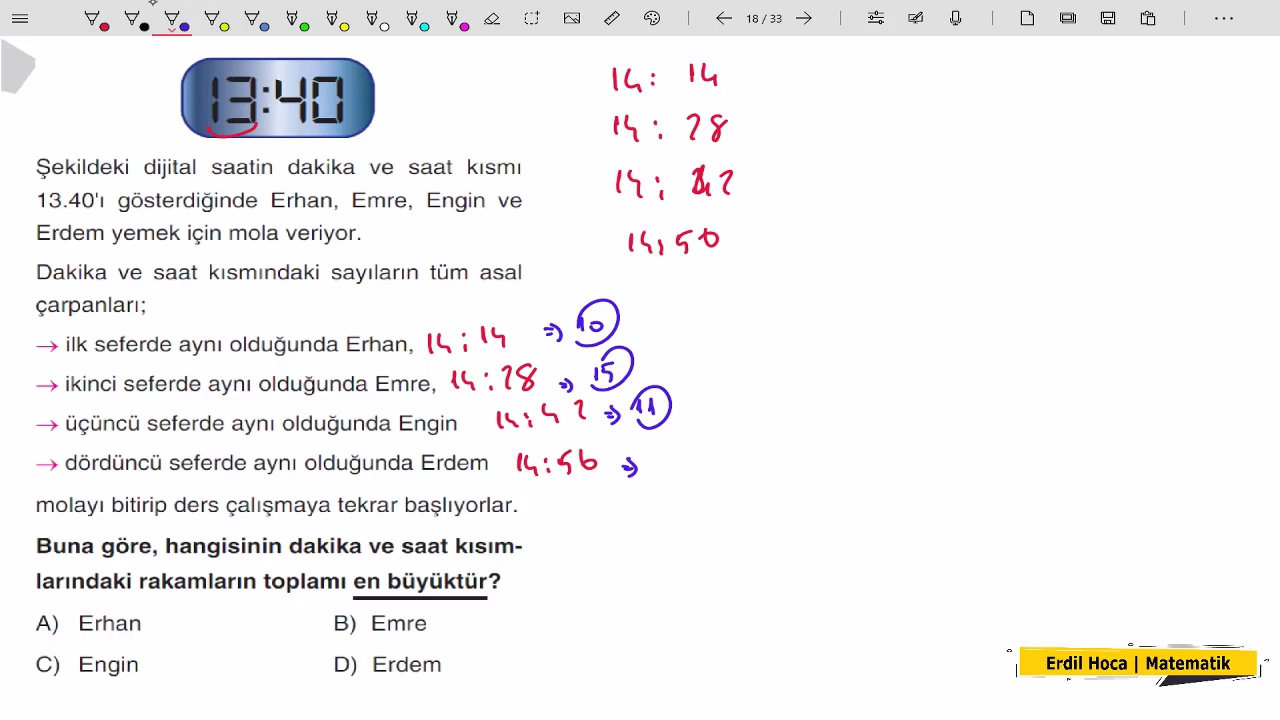 18 / 33
13:40
14: 14
14: 28
14: 42
14: 56
Şekildeki dijital saatin dakika ve saat kısmı
13.40'ı gösterdiğinde Erhan, Emre, Engin ve
Erdem yemek için mola veriyor.
Dakika ve saat kısmındaki sayıların tüm asal
çarpanları;
→ ilk seferde aynı olduğunda Erhan, 14:14 ⇒ 10
→ ikinci seferde aynı olduğunda Emre, 14:28 ⇒ 15
→ üçüncü seferde aynı olduğunda Engin 14:42 ⇒ 11
→ dördüncü seferde aynı olduğunda Erdem 14:56 ⇒
molayı bitirip ders çalışmaya tekrar başlıyorlar.
Buna göre, hangisinin dakika ve saat kısım-
larındaki rakamların toplamı en büyüktür?
A) Erhan B) Emre
C) Engin D) Erdem
Erdil Hoca | Matematik